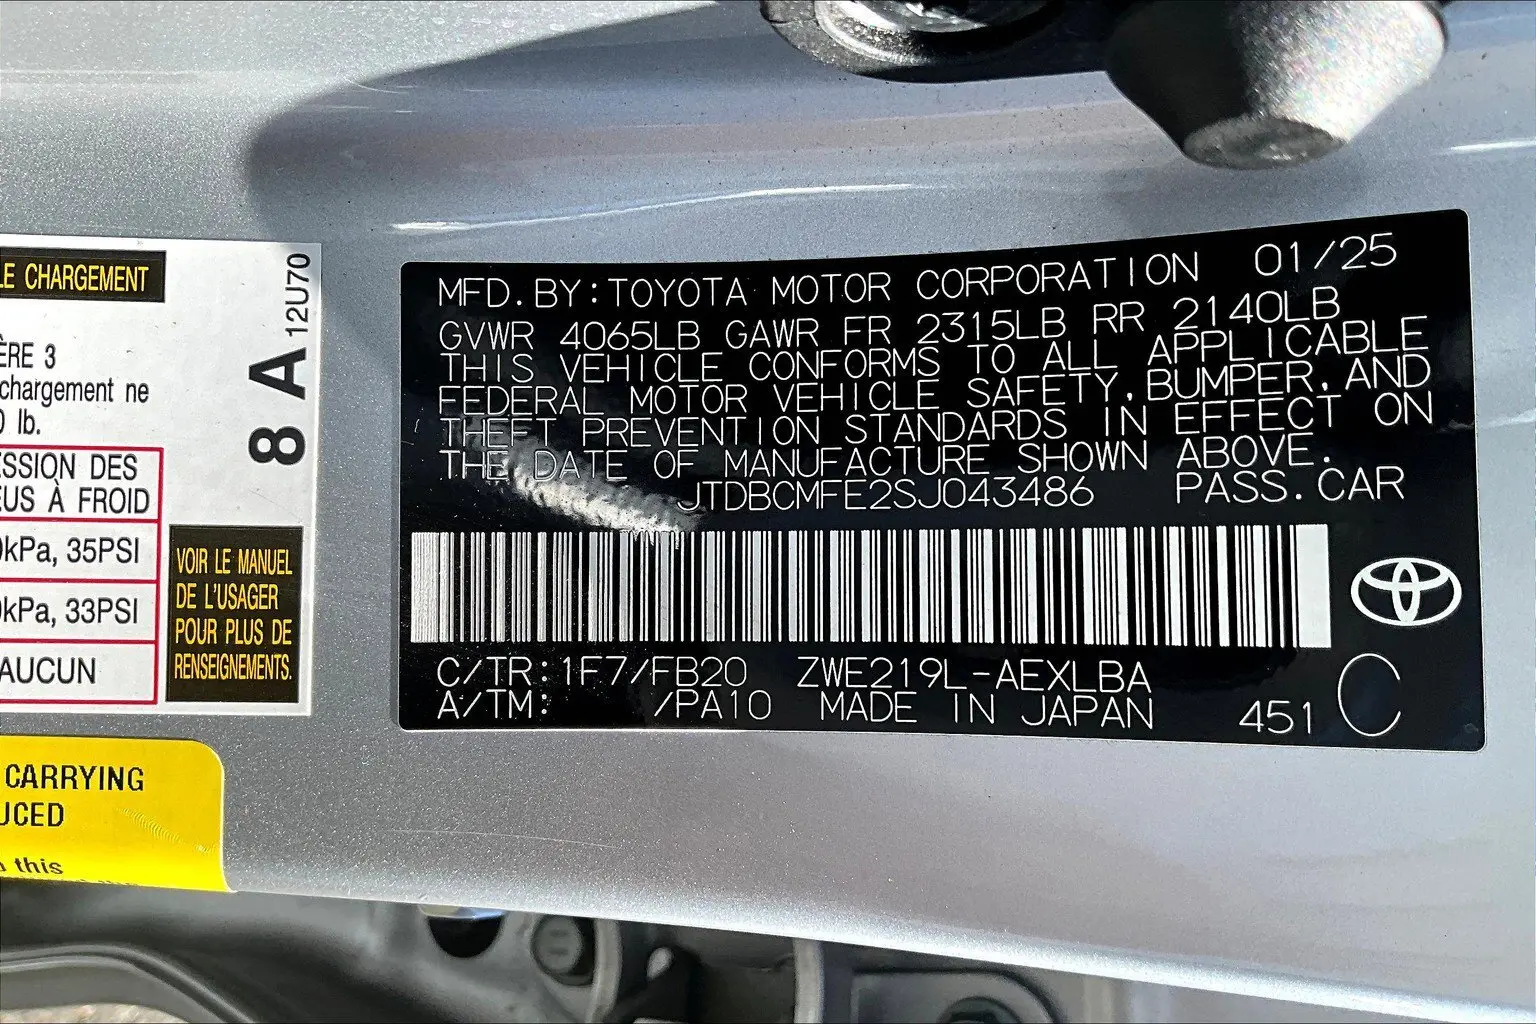 LE CHARGEMENT
12U70
8 A
ÈRE 3
chargement ne
lb.
DES
À FROID
kPa, 35PSI
kPa, 33PSI
AUCUN
VOIR LE MANUEL
DE L'USAGER
POUR PLUS DE
RENSEIGNEMENTS.
CARRYING
this
MFD.BY:TOYOTA MOTOR CORPORATION 01/25
GVWR 4065LB GAWR FR 2315LB RR 2140LB
THIS VEHICLE CONFORMS TO ALL APPLICABLE
FEDERAL MOTOR VEHICLE SAFETY,BUMPER,AND
THEFT PREVENTION STANDARDS IN EFFECT ON
THE DATE OF MANUFACTURE SHOWN ABOVE.
JTDBCMFE2SJ043486 PASS.CAR
C/TR:1F7/FB20 ZWE219L-AEXLBA
A/TM: /PA10 MADE IN JAPAN 451 C